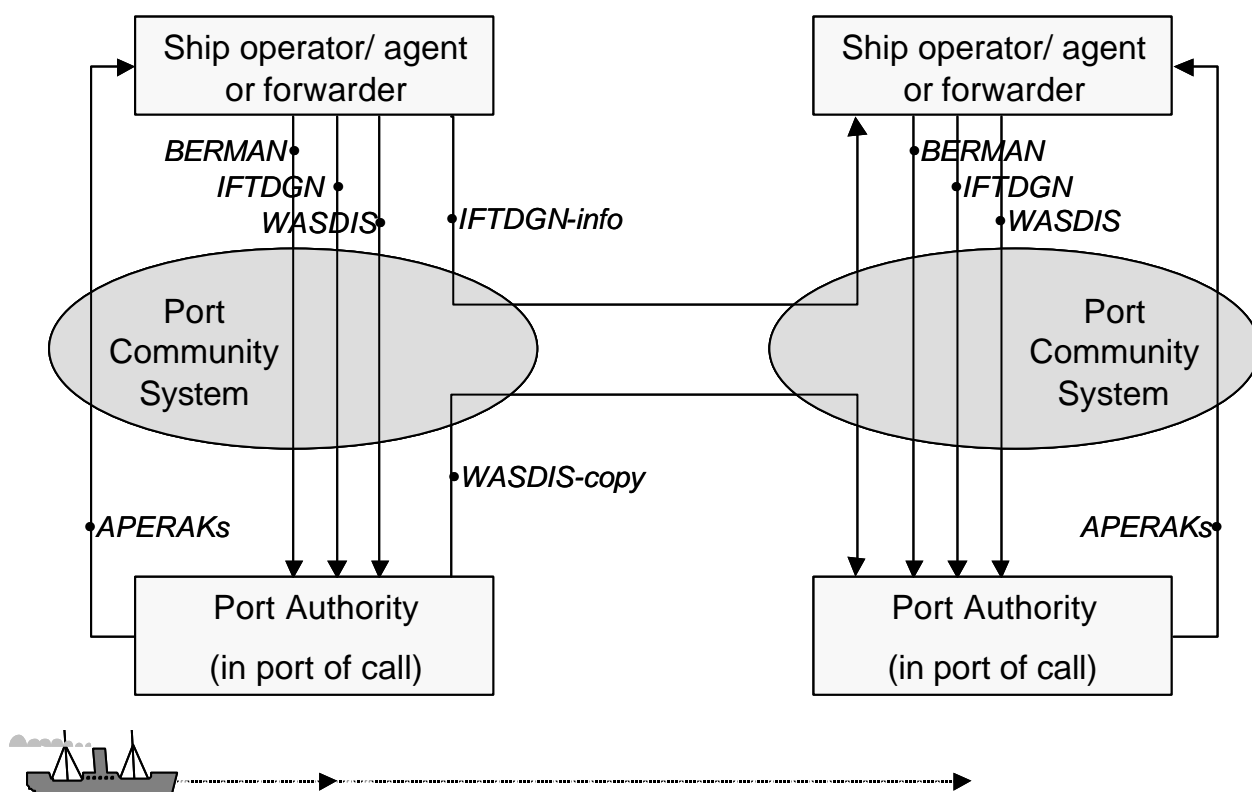 Ship operator/ agent
or forwarder
Ship operator/ agent
or forwarder
BERMAN
IFTDGN
WASDIS
IFTDGN-info
BERMAN
IFTDGN
WASDIS
Port
Community
System
Port
Community
System
WASDIS-copy
APERAKs
APERAKs
Port Authority
(in port of call)
Port Authority
(in port of call)